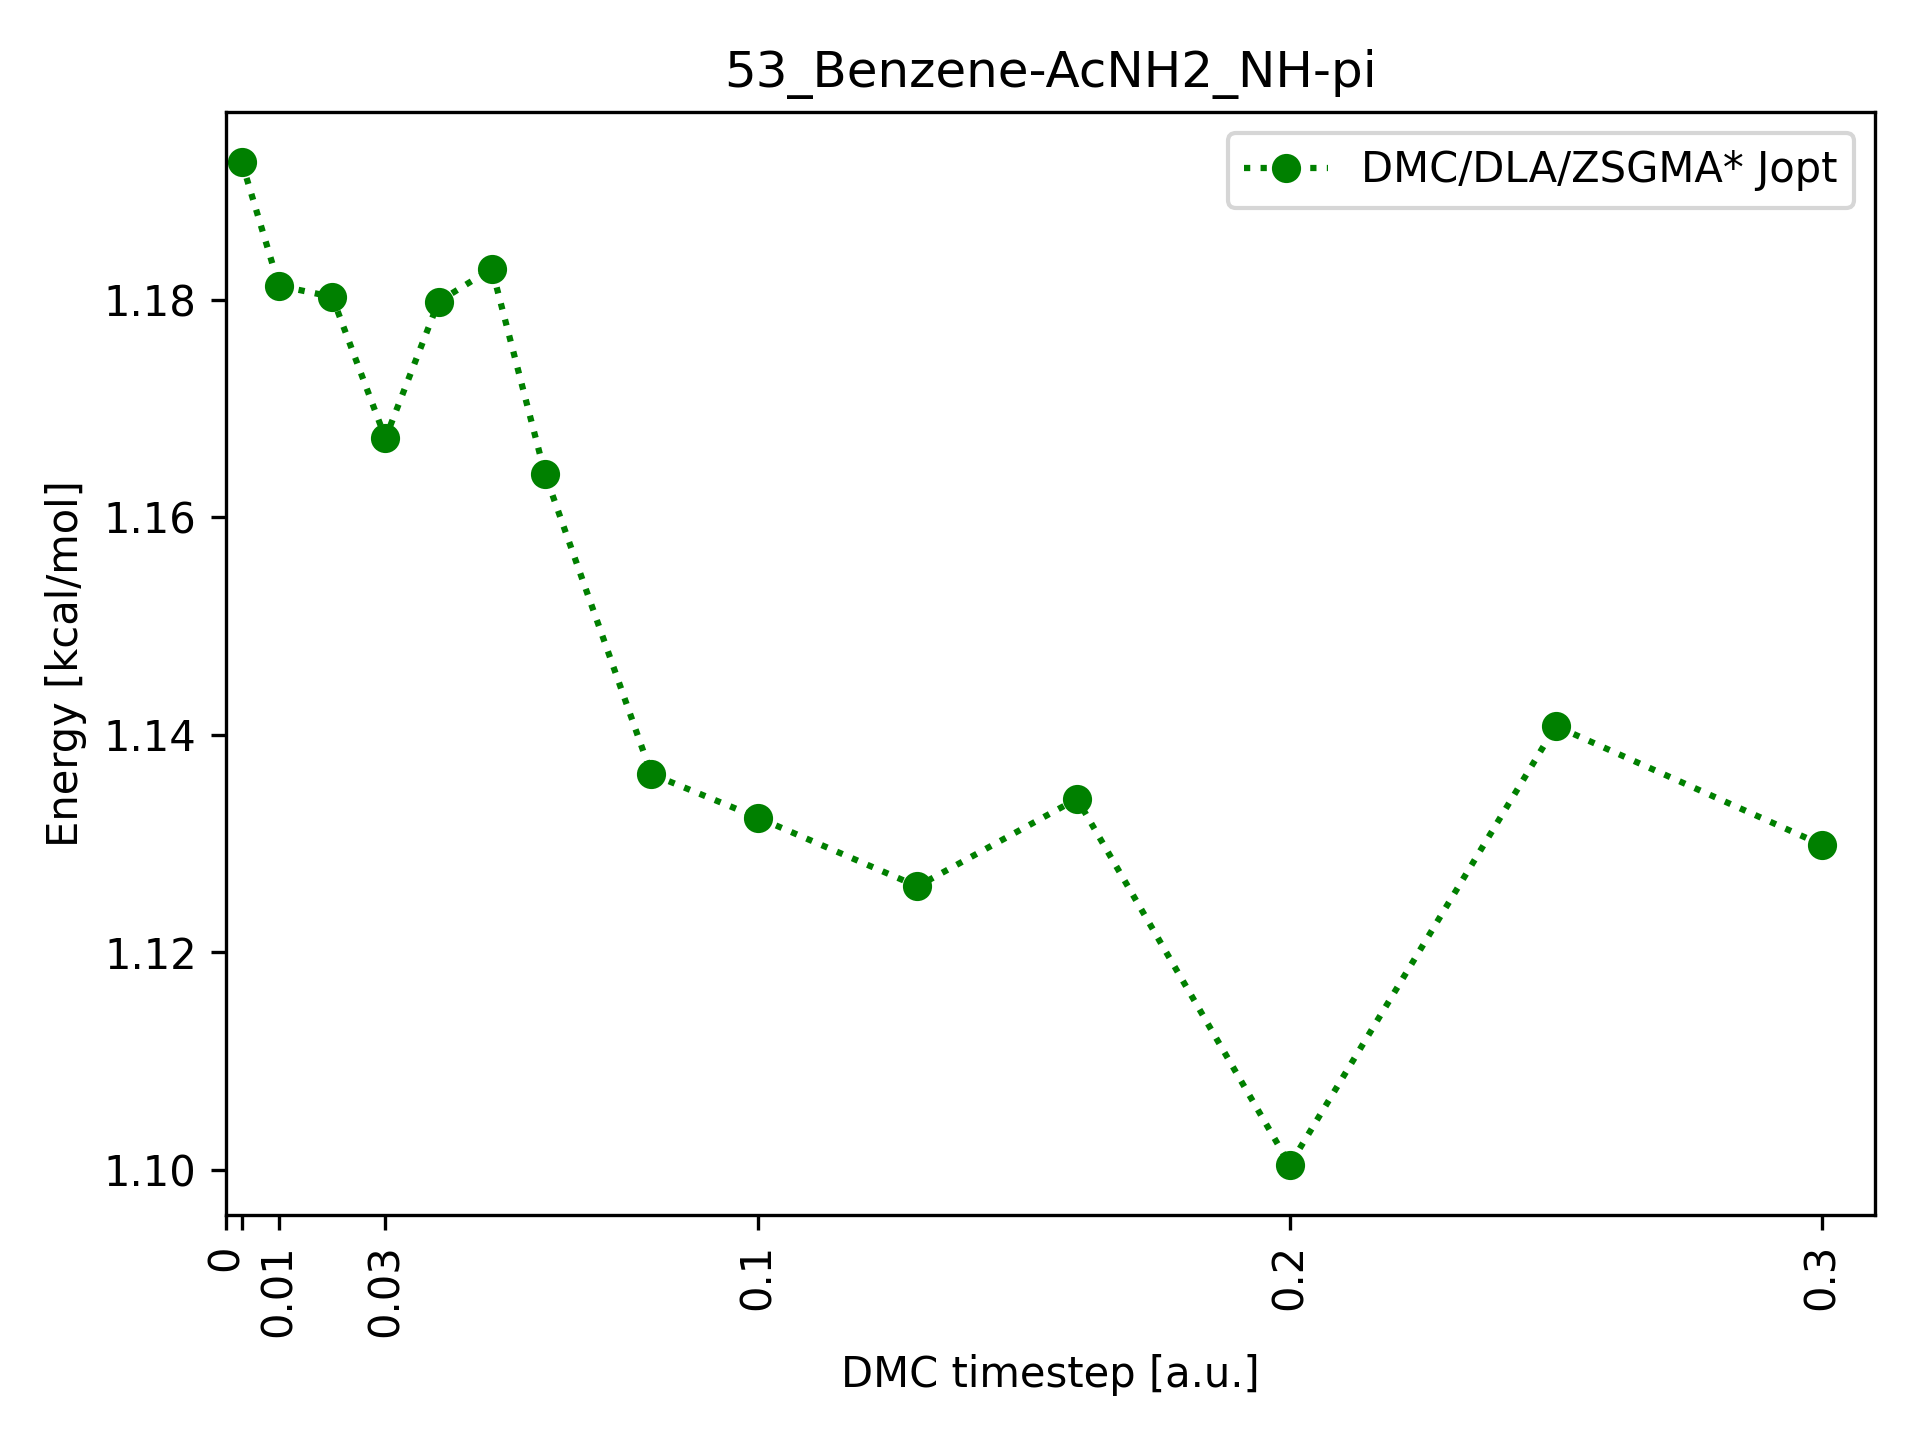 53_Benzene-AcNH2_NH-pi
DMC/DLA/ZSGMA* Jopt
Energy [kcal/mol]
1.18
1.16
1.14
1.12
1.10
0
0.01
0.03
0.1
0.2
0.3
DMC timestep [a.u.]